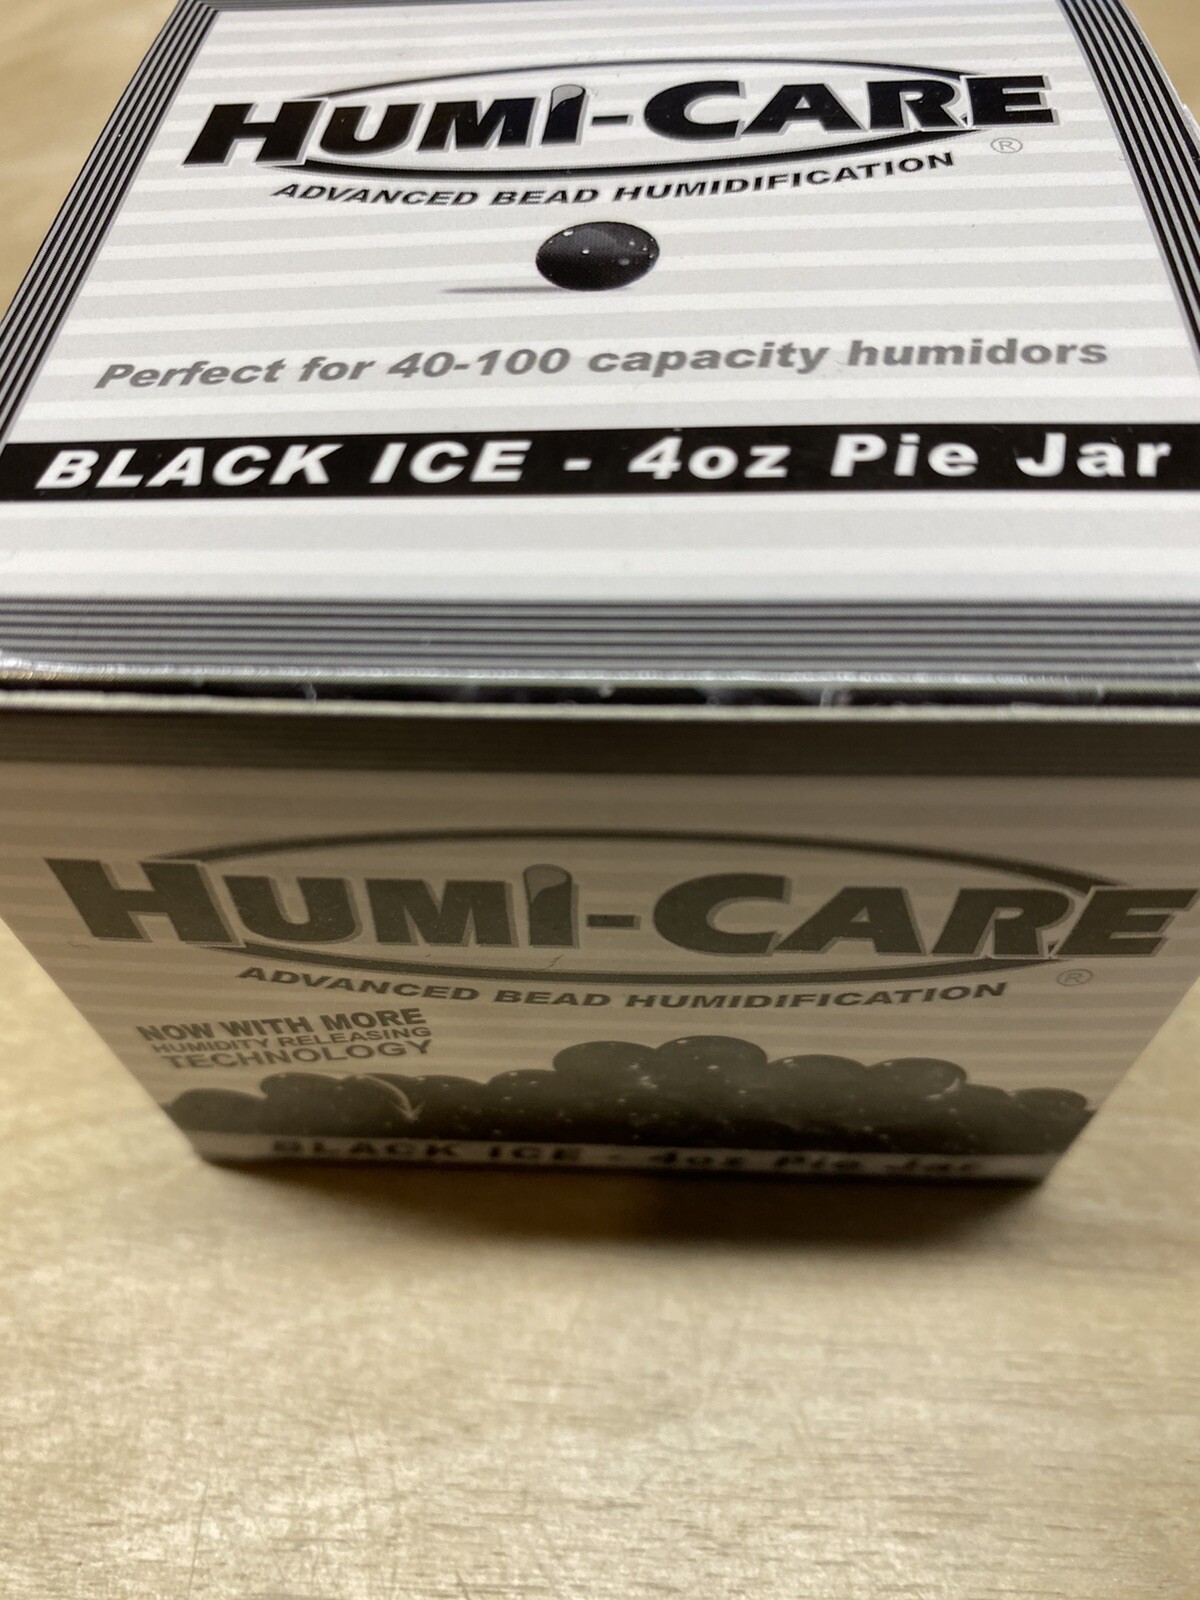 HUMI-CARE
®
ADVANCED BEAD HUMIDIFICATION
Perfect for 40-100 capacity humidors
BLACK ICE - 4oz Pie Jar
HUMI-CARE
®
ADVANCED BEAD HUMIDIFICATION
NOW WITH MORE
HUMIDITY RELEASING
TECHNOLOGY
BLACK ICE - 4oz Pie Jar